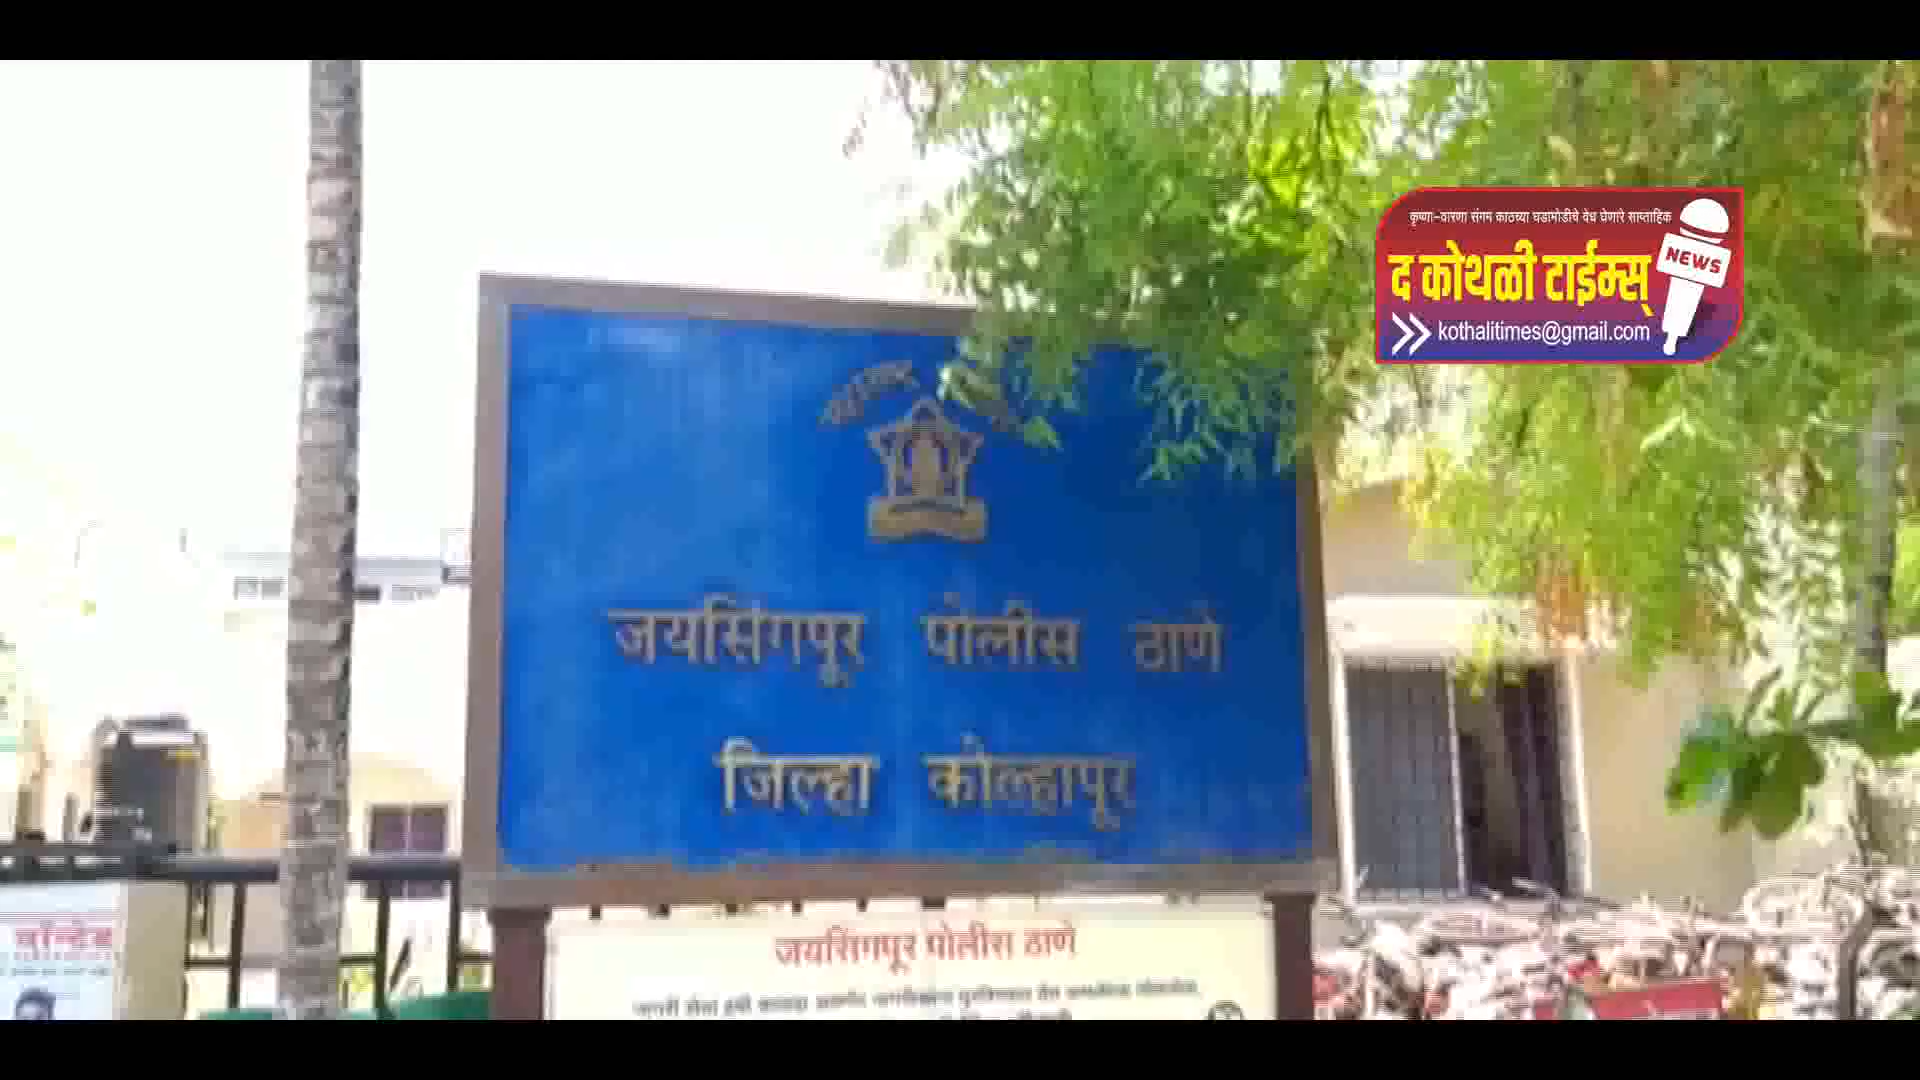 कृष्णा-वारणा संगम काठच्या घडामोडीचे वेध घेणारे साप्ताहिक
द कोथळी टाईम्स्
NEWS
kothalitimes@gmail.com
जयसिंगपूर पोलीस ठाणे
जिल्हा कोल्हापूर
जयसिंगपूर पोलीस ठाणे